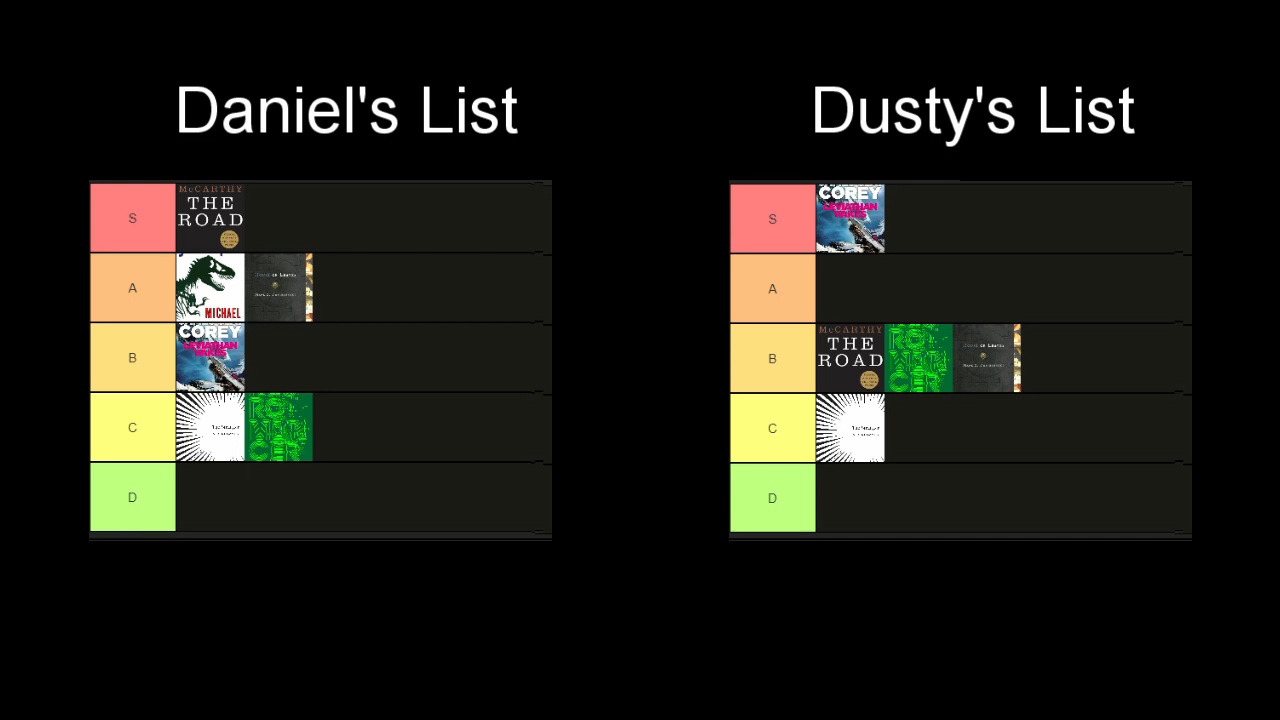 Daniel's List
Dusty's List
S
McCARTHY
THE
ROAD
A
MICHAEL
B
COREY
LEVIATHAN
WAKES
C
D
S
COREY
LEVIATHAN
WAKES
A
B
McCARTHY
THE
ROAD
C
D